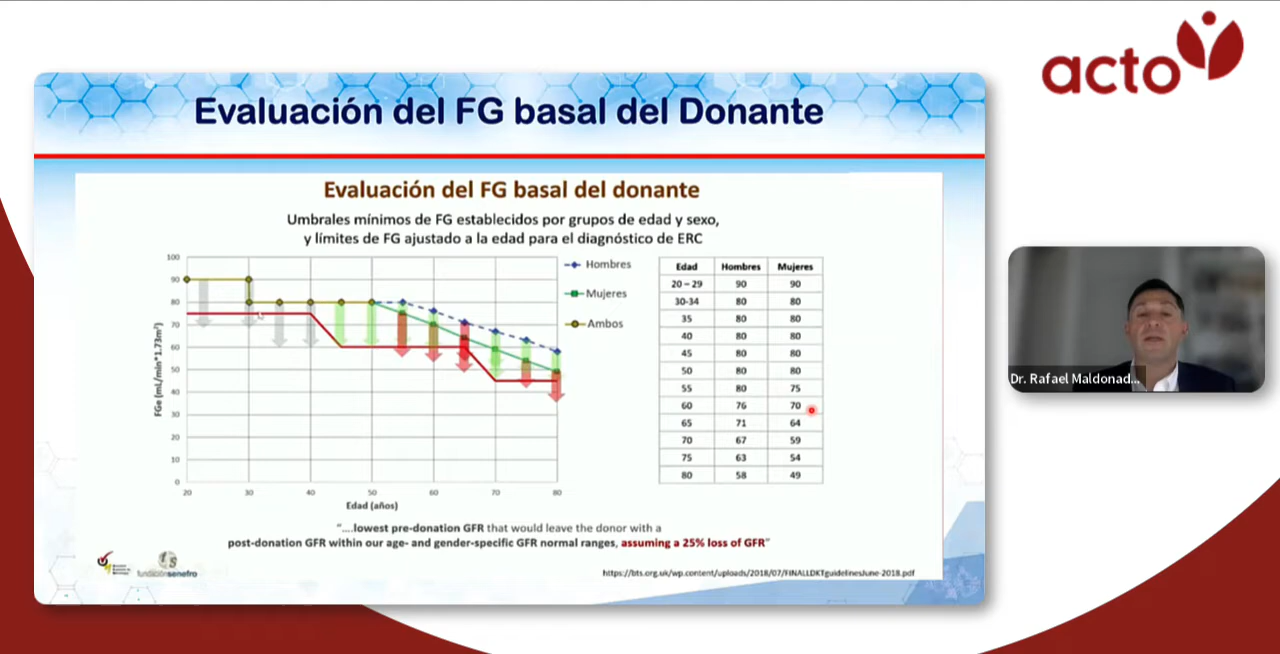 acto
Evaluación del FG basal del Donante
Evaluación del FG basal del donante
Umbrales mínimos de FG establecidos por grupos de edad y sexo,
y límites de FG ajustado a la edad para el diagnóstico de ERC
FGe (mL/min*1.73m²)
100
90
80
70
60
50
40
30
20
10
0
20 30 40 50 60 70 80
Edad (años)
Hombres
Mujeres
Ambos
Edad Hombres Mujeres
20 – 29 90 90
30-34 80 80
35 80 80
40 80 80
45 80 80
50 80 80
55 80 75
60 76 70
65 71 64
70 67 59
75 63 54
80 58 49
"....lowest pre-donation GFR that would leave the donor with a
post-donation GFR within our age- and gender-specific GFR normal ranges, assuming a 25% loss of GFR"
fundaciónsenefro
https://bts.org.uk/wp.content/uploads/2018/07/FINALLDKTguidelinesJune-2018.pdf
Dr. Rafael Maldonad...